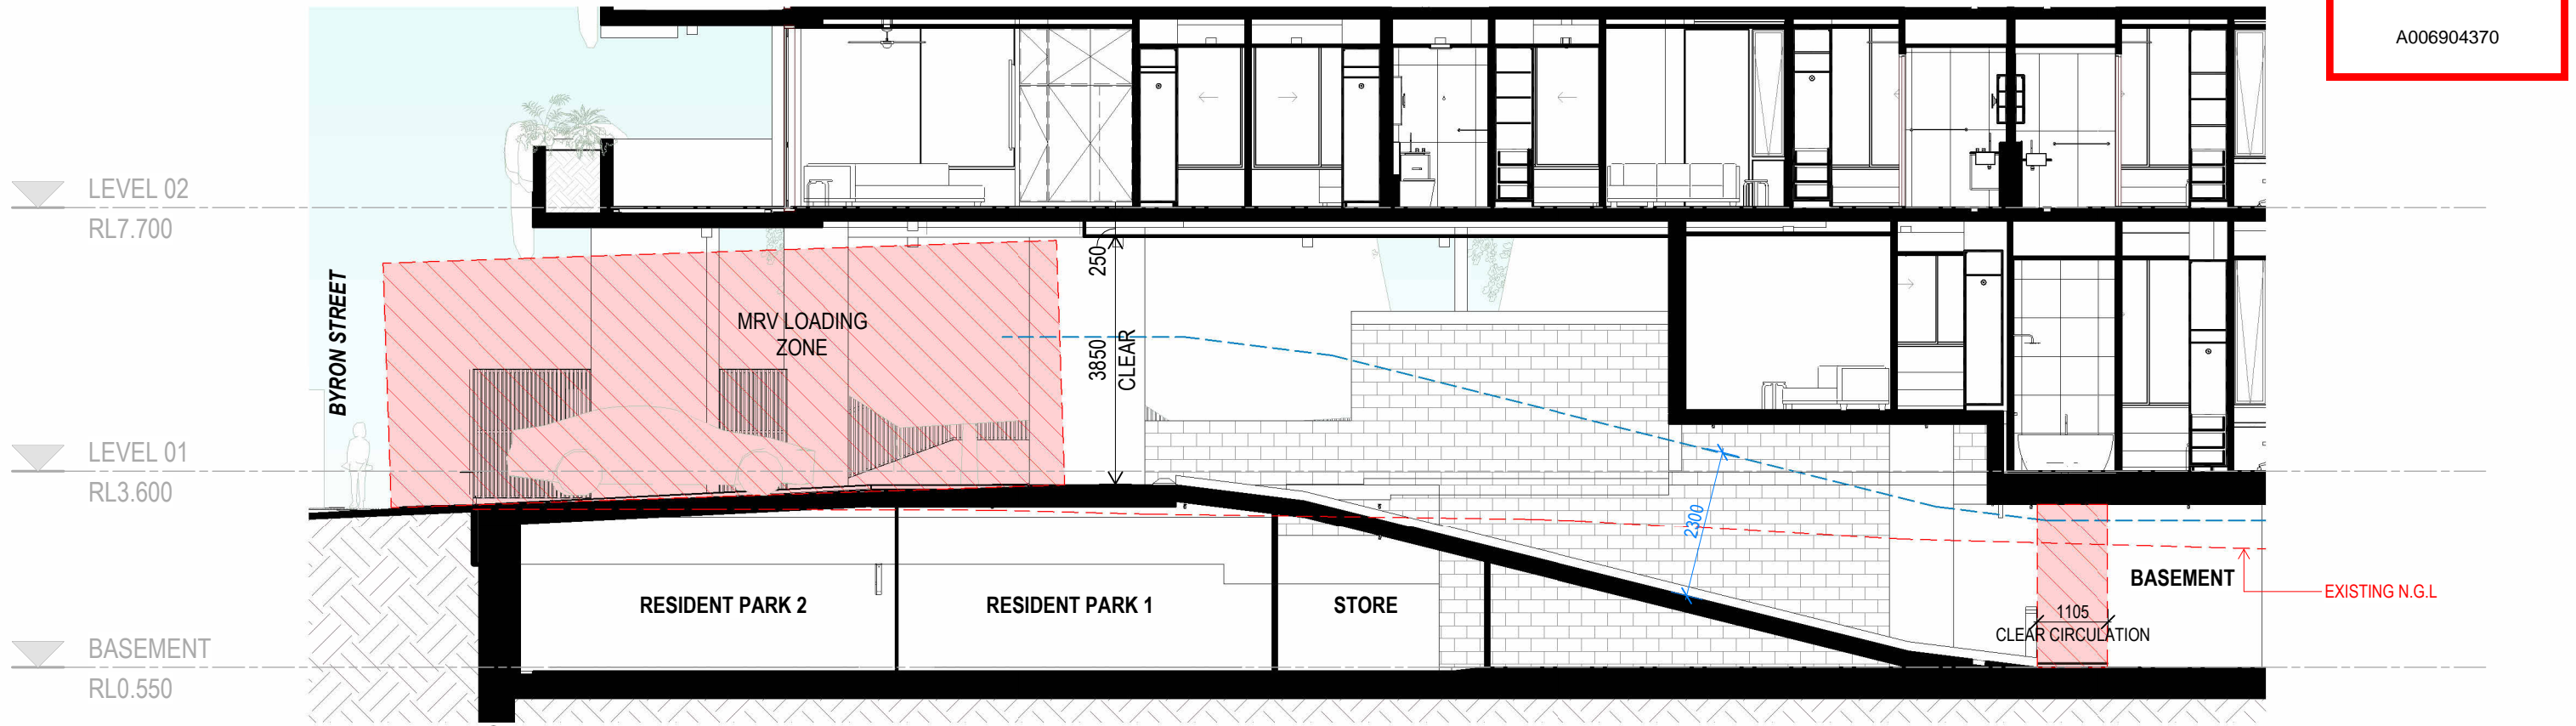 A006904370
LEVEL 02
RL7.700
BYRON STREET
MRV LOADING
ZONE
250
3850
CLEAR
LEVEL 01
RL3.600
2300
RESIDENT PARK 2
RESIDENT PARK 1
STORE
BASEMENT
EXISTING N.G.L
1105
CLEAR CIRCULATION
BASEMENT
RL0.550